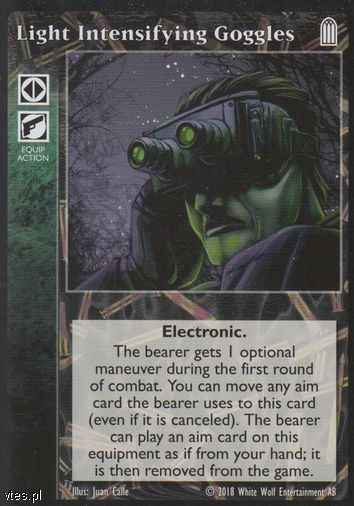 Light Intensifying Goggles
EQUIP
ACTION
Electronic.
The bearer gets 1 optional
maneuver during the first round
of combat. You can move any aim
card the bearer uses to this card
(even if it is canceled). The bearer
can play an aim card on this
equipment as if from your hand; it
is then removed from the game.
vtes.pl
Illus: Juan Calle
© 2018 White Wolf Entertainment AB